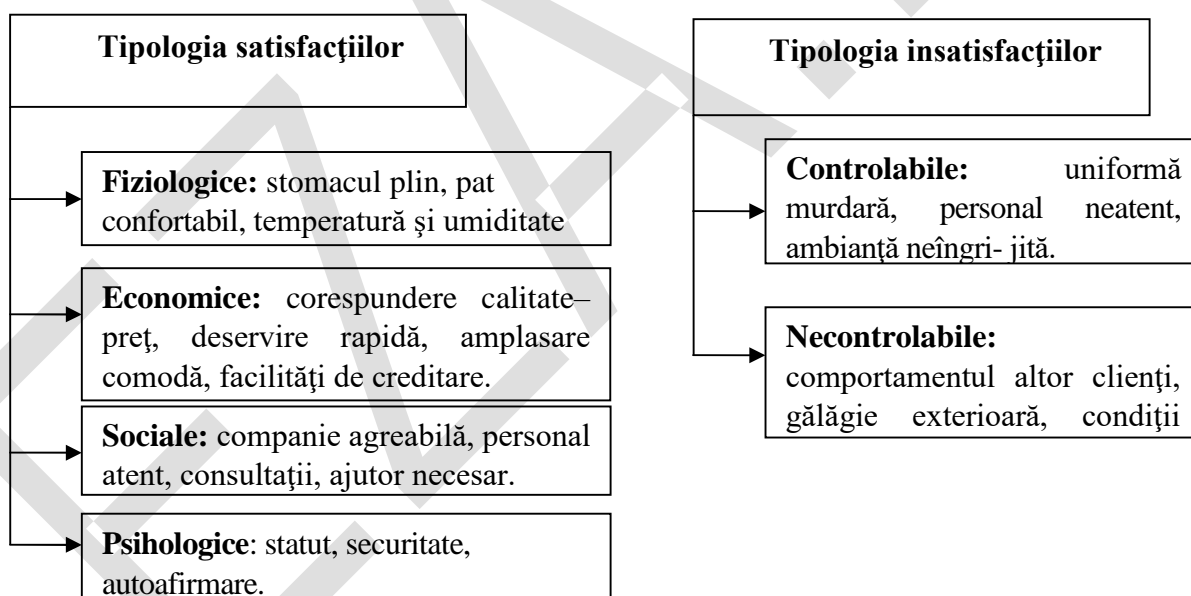 Tipologia satisfacţiilor
Fiziologice: stomacul plin, pat
confortabil, temperatură şi umiditate
Economice: corespundere calitate–
preţ, deservire rapidă, amplasare
comodă, facilităţi de creditare.
Sociale: companie agreabilă, personal
atent, consultaţii, ajutor necesar.
Psihologice: statut, securitate,
autoafirmare.
Tipologia insatisfacţiilor
Controlabile: uniformă
murdară, personal neatent,
ambianţă neîngri- jită.
Necontrolabile:
comportamentul altor clienţi,
gălăgie exterioară, condiţii